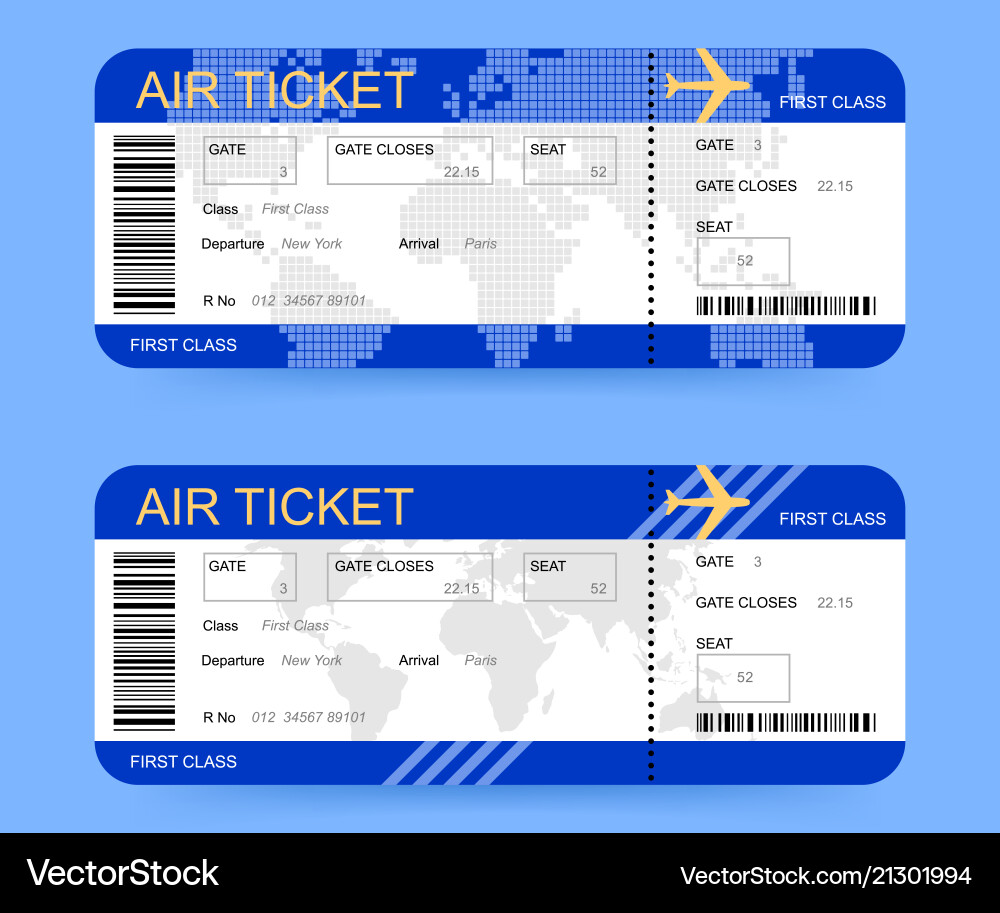 AIR TICKET
FIRST CLASS
GATE
3
GATE CLOSES
22.15
SEAT
52
Class First Class
Departure New York Arrival Paris
R No 012 34567 89101
FIRST CLASS
GATE 3
GATE CLOSES 22.15
SEAT
52
AIR TICKET
FIRST CLASS
GATE
3
GATE CLOSES
22.15
SEAT
52
Class First Class
Departure New York Arrival Paris
R No 012 34567 89101
FIRST CLASS
GATE 3
GATE CLOSES 22.15
SEAT
52
VectorStock
VectorStock.com/21301994